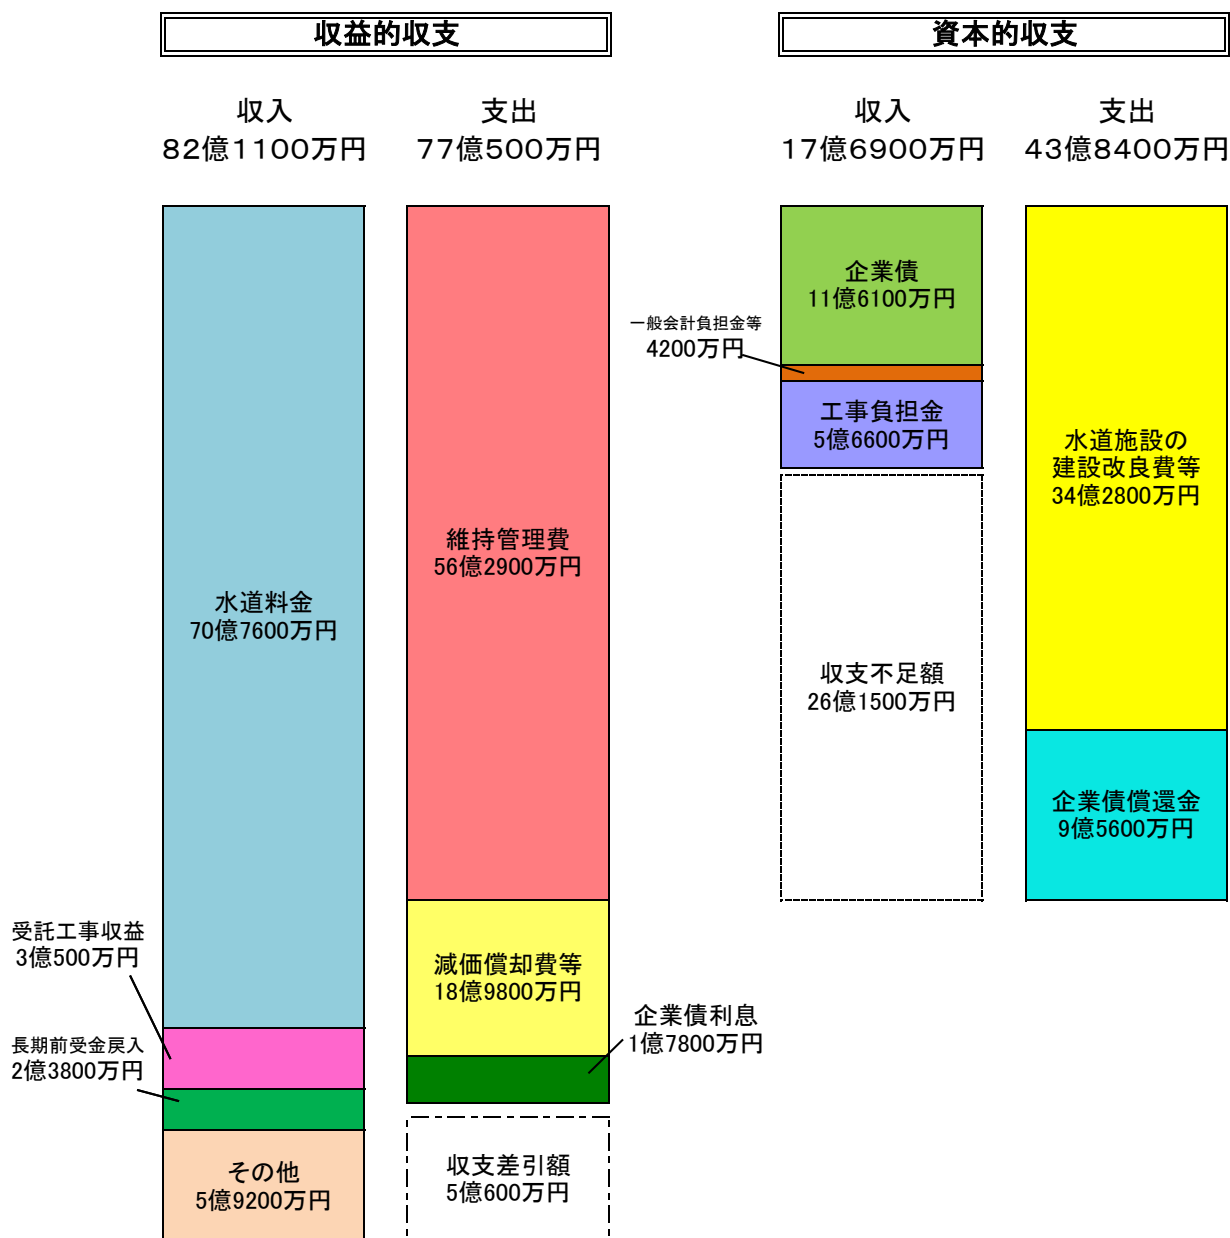 収益的収支
収入
82億1100万円
支出
77億500万円
水道料金
70億7600万円
受託工事収益
3億500万円
長期前受金戻入
2億3800万円
その他
5億9200万円
維持管理費
56億2900万円
減価償却費等
18億9800万円
企業債利息
1億7800万円
収支差引額
5億600万円
資本的収支
収入
17億6900万円
支出
43億8400万円
企業債
11億6100万円
一般会計負担金等
4200万円
工事負担金
5億6600万円
収支不足額
26億1500万円
水道施設の
建設改良費等
34億2800万円
企業債償還金
9億5600万円